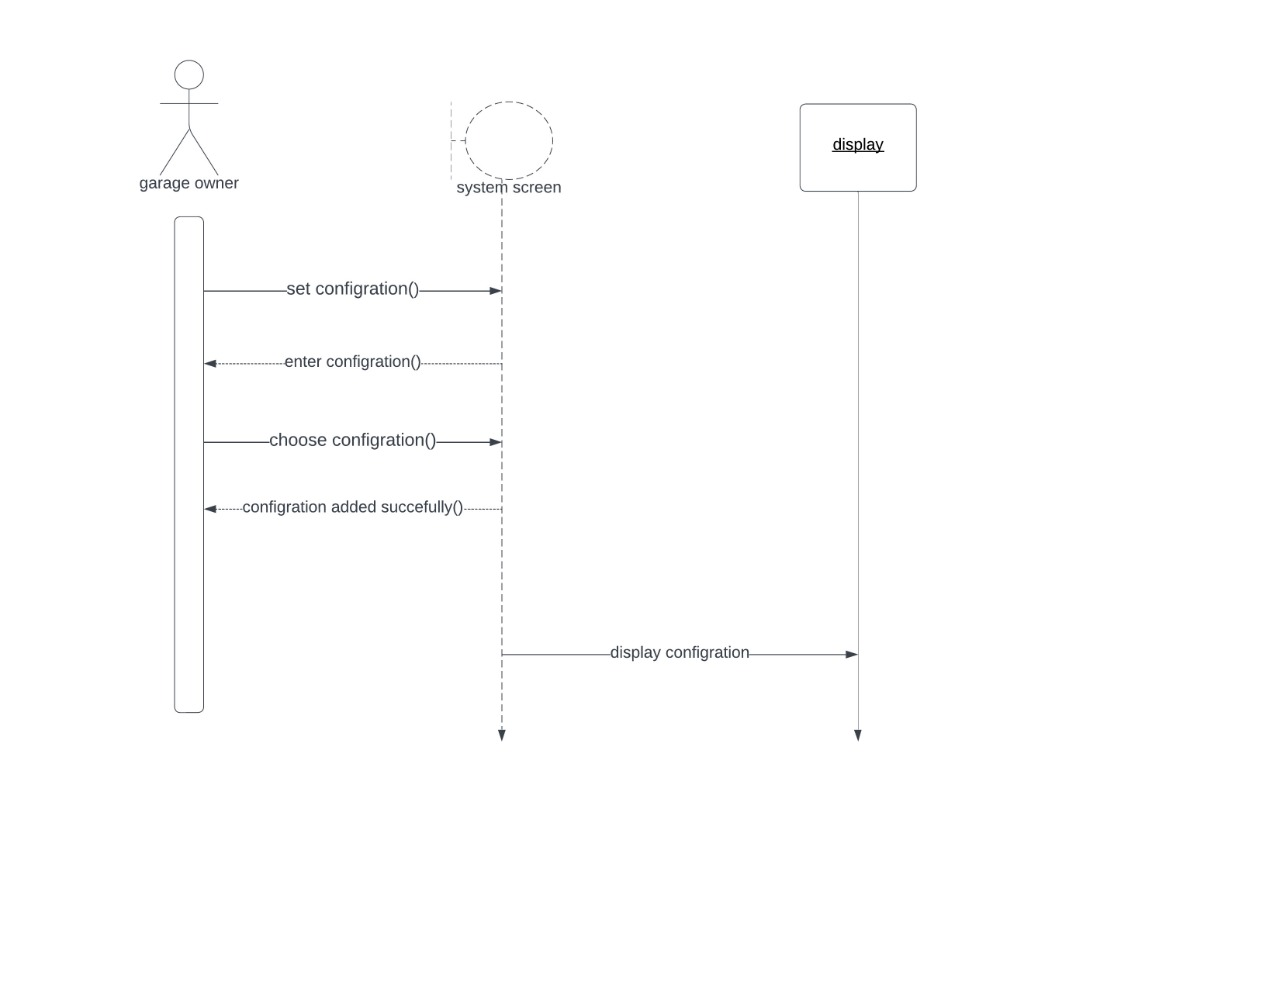 garage owner
system screen
display
set configration()
enter configration()
choose configration()
configration added succefully()
display configration